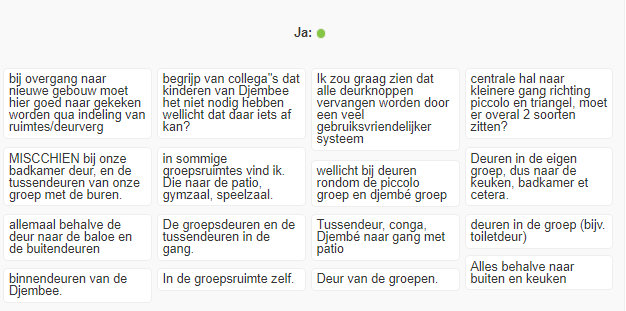 Ja:
bij overgang naar
nieuwe gebouw moet
hier goed naar gekeken
worden qua indeling van
ruimtes/deurverg
begrijp van collega"s dat
kinderen van Djembee
het niet nodig hebben
wellicht dat daar iets af
kan?
Ik zou graag zien dat
alle deurknoppen
vervangen worden door
een veel
gebruiksvriendelijker
systeem
centrale hal naar
kleinere gang richting
piccolo en triangel, moet
er overal 2 soorten
zitten?
MISCCHIEN bij onze
badkamer deur, en de
tussendeuren van onze
groep met de buren.
in sommige
groepsruimtes vind ik.
Die naar de patio,
gymzaal, speelzaal.
wellicht bij deuren
rondom de piccolo
groep en djembé groep
Deuren in de eigen
groep, dus naar de
keuken, badkamer et
cetera.
allemaal behalve de
deur naar de baloe en
de buitendeuren
De groepsdeuren en de
tussendeuren in de
gang.
Tussendeur, conga,
Djembé naar gang met
patio
deuren in de groep (bijv.
toiletdeur)
binnendeuren van de
Djembee.
In de groepsruimte zelf.
Deur van de groepen.
Alles behalve naar
buiten en keuken